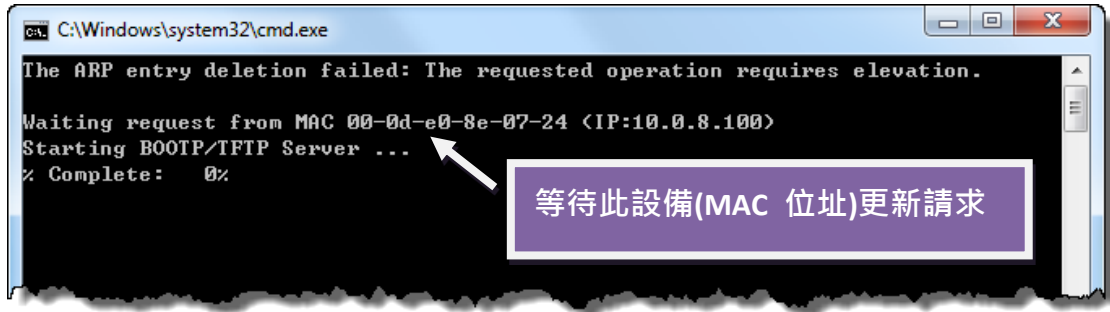 C:\Windows\system32\cmd.exe
The ARP entry deletion failed: The requested operation requires elevation.
Waiting request from MAC 00-0d-e0-8e-07-24 (IP:10.0.8.100)
Starting BOOTP/TFTP Server ...
% Complete:   0%
等待此設備(MAC 位址)更新請求